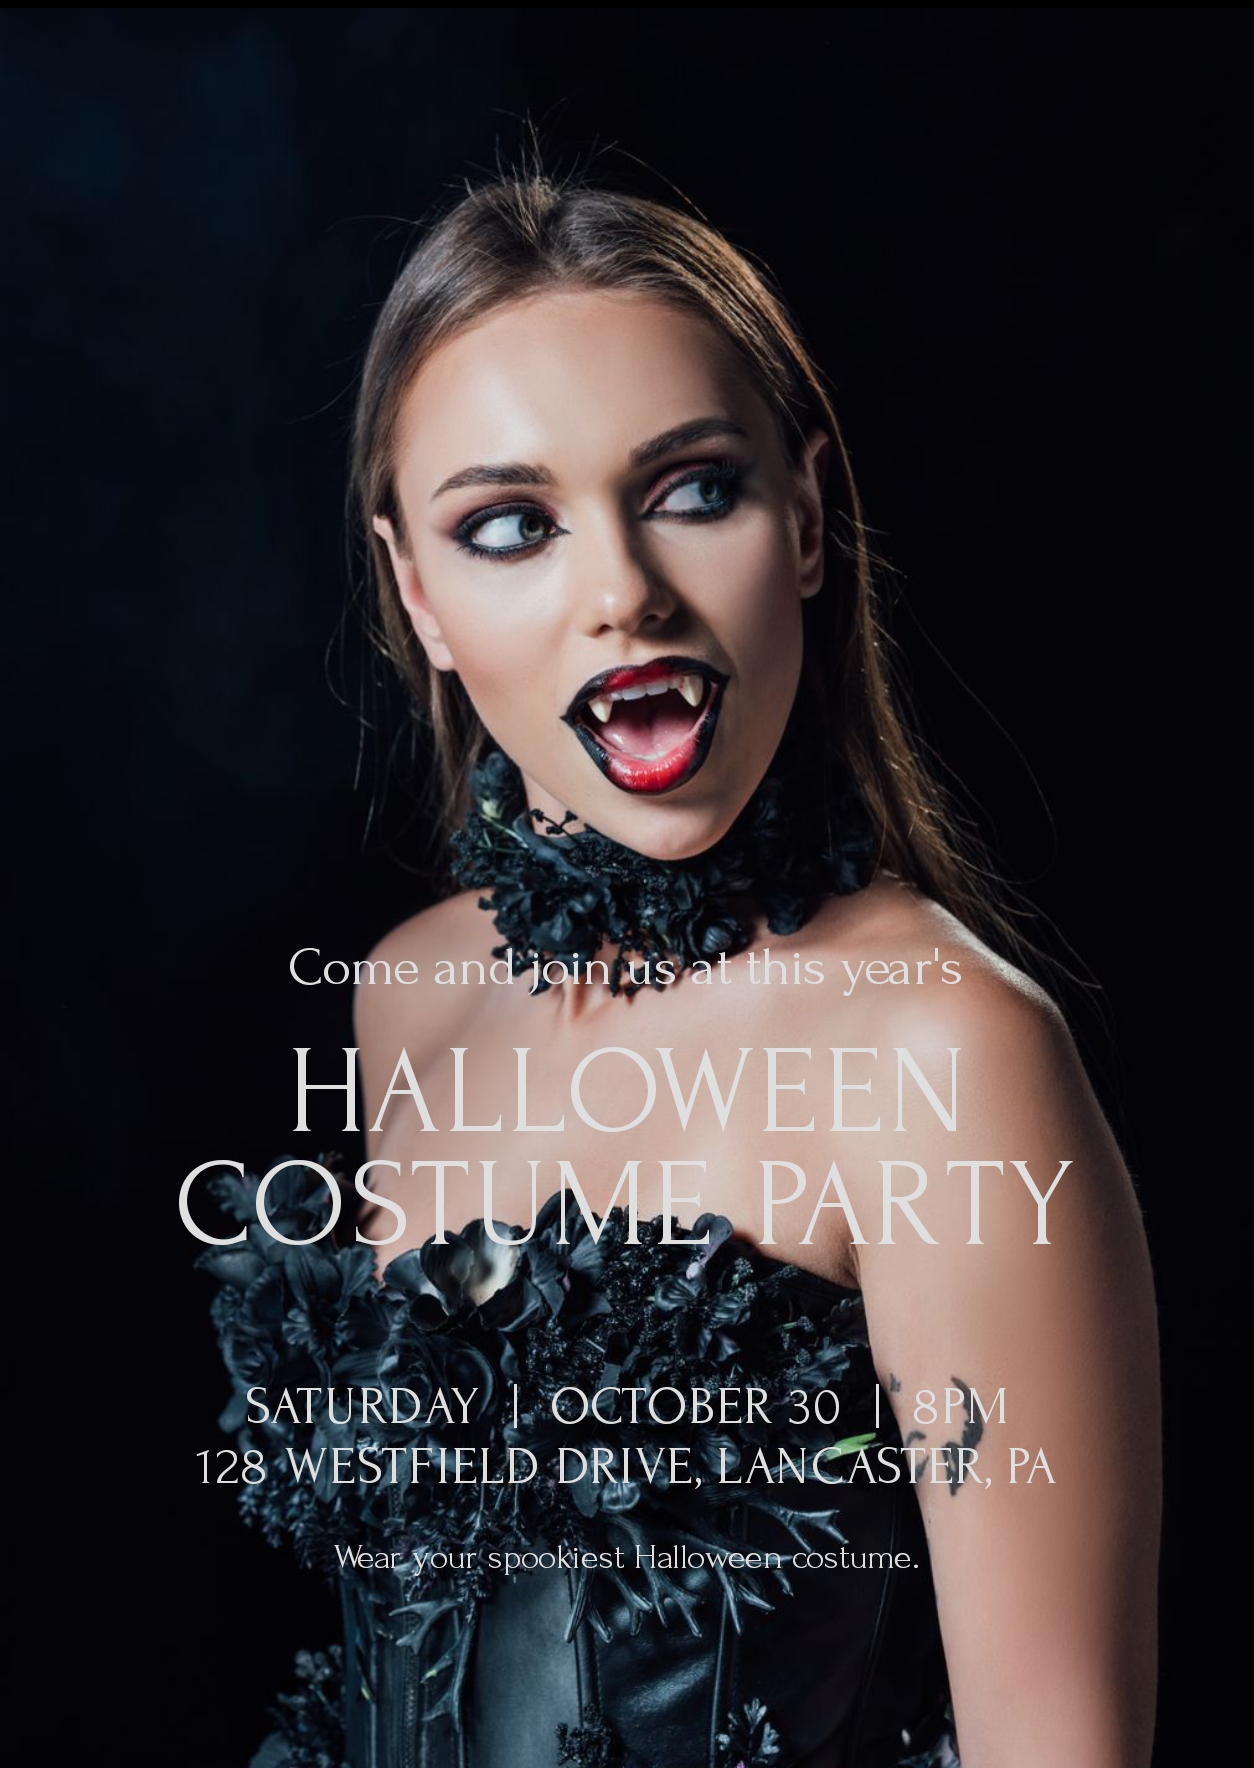 Come and join us at this year's
HALLOWEEN
COSTUME PARTY
SATURDAY | OCTOBER 30 | 8PM
128 WESTFIELD DRIVE, LANCASTER, PA
Wear your spookiest Halloween costume.